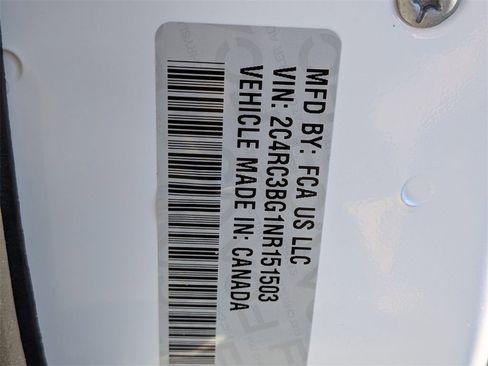 MFD BY: FCA US LLC
VIN: 2C4RC3BG1NR151503
VEHICLE MADE IN: CANADA